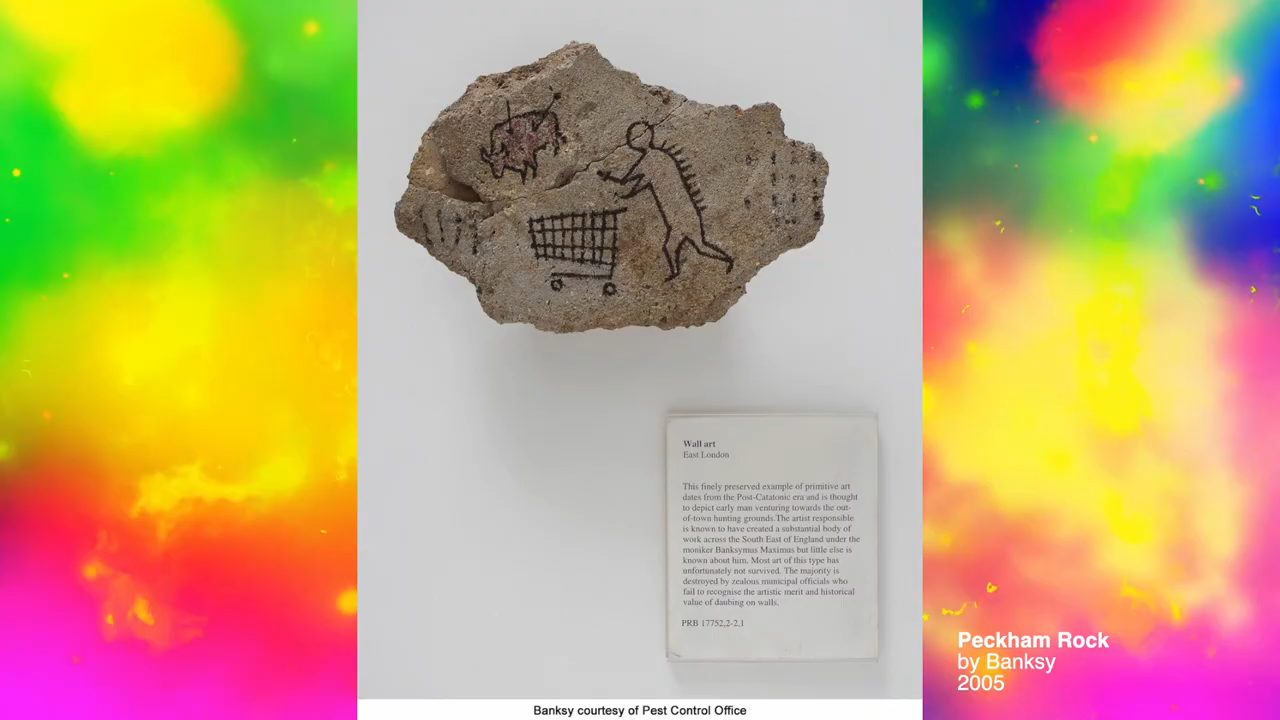 Wall art
East London
This finely preserved example of primitive art
dates from the Post-Catatonic era and is thought
to depict early man venturing towards the out-
of-town hunting grounds.The artist responsible
is known to have created a substantial body of
work across the South East of England under the
moniker Banksymus Maximus but little else is
known about him. Most art of this type has
unfortunately not survived. The majority is
destroyed by zealous municipal officials who
fail to recognise the artistic merit and historical
value of daubing on walls.
PRB 17752,2-2.1
Peckham Rock
by Banksy
2005
Banksy courtesy of Pest Control Office